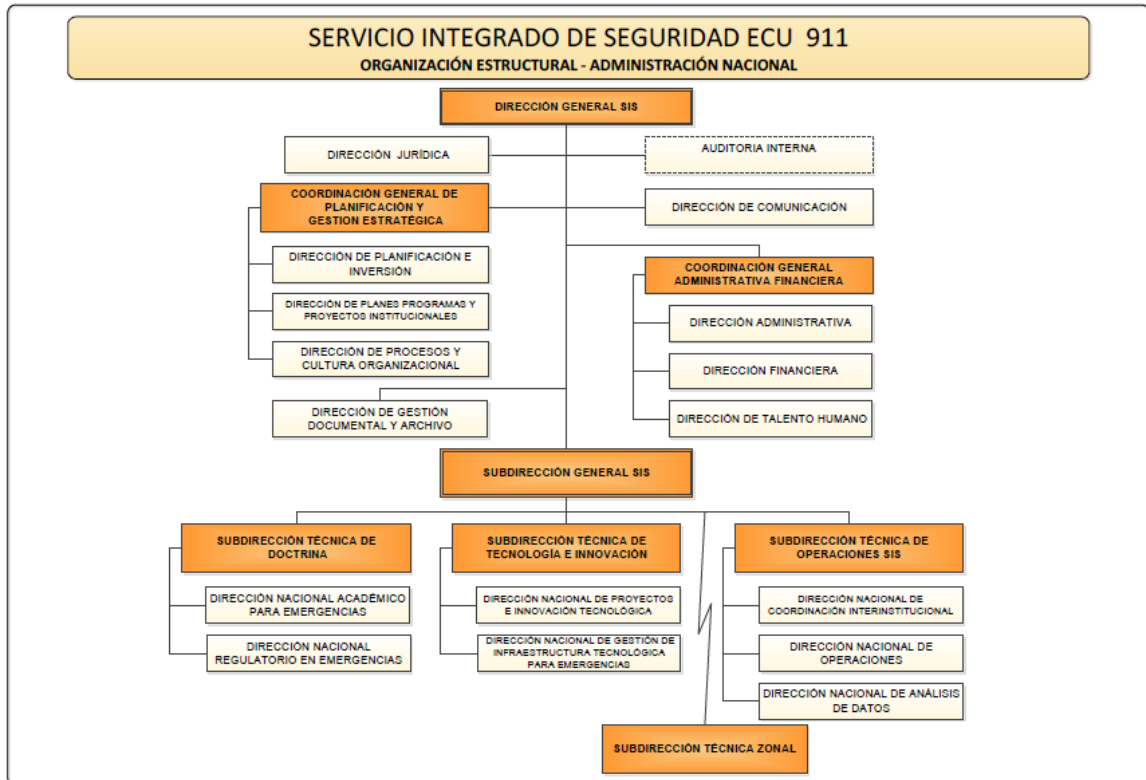 SERVICIO INTEGRADO DE SEGURIDAD ECU 911
ORGANIZACIÓN ESTRUCTURAL - ADMINISTRACIÓN NACIONAL
DIRECCIÓN GENERAL SIS
DIRECCIÓN JURÍDICA
AUDITORIA INTERNA
COORDINACIÓN GENERAL DE
PLANIFICACIÓN Y
GESTION ESTRATÉGICA
DIRECCIÓN DE COMUNICACIÓN
DIRECCIÓN DE PLANIFICACIÓN E
INVERSIÓN
DIRECCIÓN DE PLANES PROGRAMAS Y
PROYECTOS INSTITUCIONALES
DIRECCIÓN DE PROCESOS Y
CULTURA ORGANIZACIONAL
COORDINACIÓN GENERAL
ADMINISTRATIVA FINANCIERA
DIRECCIÓN ADMINISTRATIVA
DIRECCIÓN FINANCIERA
DIRECCIÓN DE TALENTO HUMANO
DIRECCIÓN DE GESTIÓN
DOCUMENTAL Y ARCHIVO
SUBDIRECCIÓN GENERAL SIS
SUBDIRECCIÓN TÉCNICA DE
DOCTRINA
DIRECCIÓN NACIONAL ACADÉMICO
PARA EMERGENCIAS
DIRECCIÓN NACIONAL
REGULATORIO EN EMERGENCIAS
SUBDIRECCIÓN TÉCNICA DE
TECNOLOGÍA E INNOVACIÓN
DIRECCIÓN NACIONAL DE PROYECTOS
E INNOVACIÓN TECNOLÓGICA
DIRECCIÓN NACIONAL DE GESTIÓN DE
INFRAESTRUCTURA TECNOLÓGICA
PARA EMERGENCIAS
SUBDIRECCIÓN TÉCNICA DE
OPERACIONES SIS
DIRECCIÓN NACIONAL DE
COORDINACIÓN INTERINSTITUCIONAL
DIRECCIÓN NACIONAL DE
OPERACIONES
DIRECCIÓN NACIONAL DE ANÁLISIS
DE DATOS
SUBDIRECCIÓN TÉCNICA ZONAL